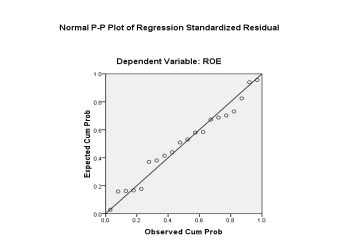 Normal P-P Plot of Regression Standardized Residual
Dependent Variable: ROE
1.0
0.8
0.6
0.4
0.2
0.0
Expected Cum Prob
0.0 0.2 0.4 0.6 0.8 1.0
Observed Cum Prob